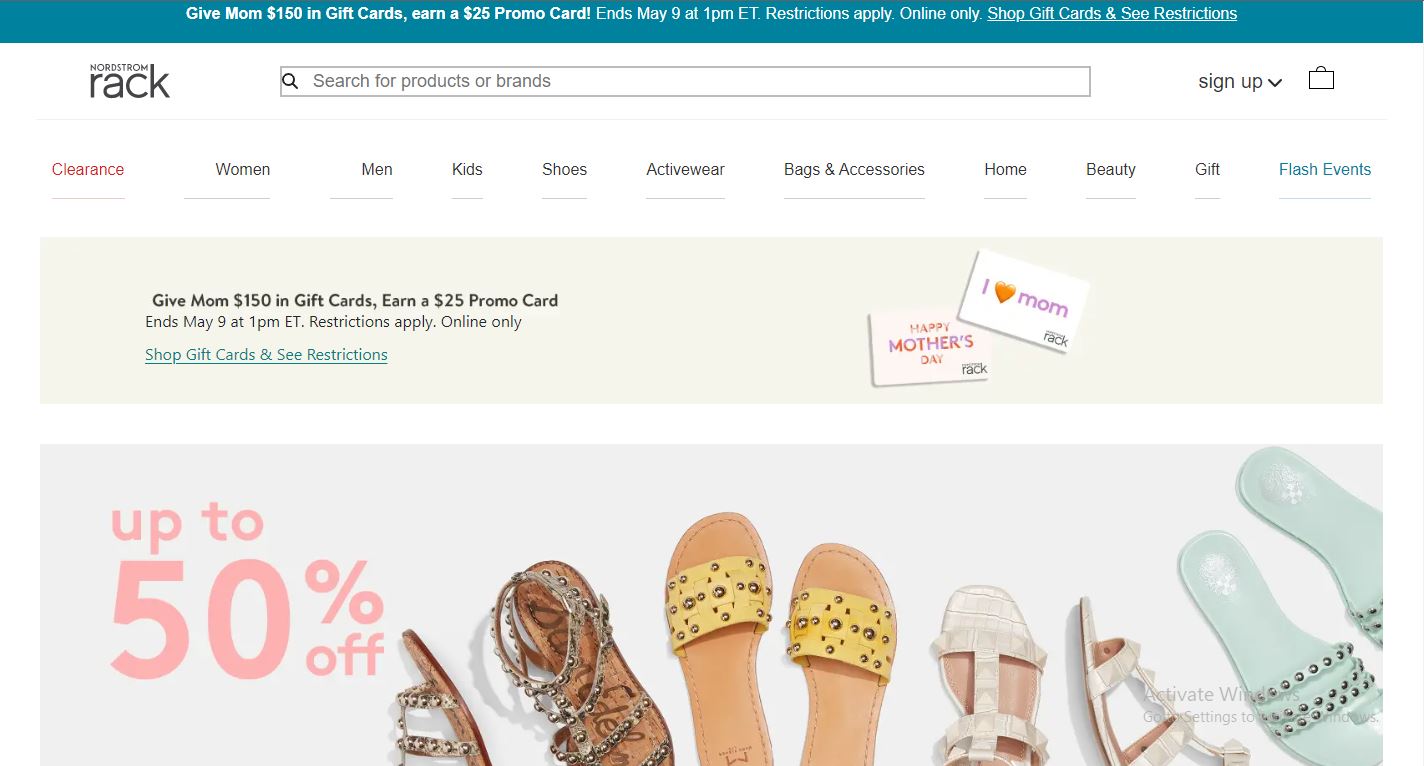 Give Mom $150 in Gift Cards, earn a $25 Promo Card! Ends May 9 at 1pm ET. Restrictions apply. Online only. Shop Gift Cards & See Restrictions
NORDSTROM
rack
Search for products or brands
sign up
Clearance Women Men Kids Shoes Activewear Bags & Accessories Home Beauty Gift Flash Events
Give Mom $150 in Gift Cards, Earn a $25 Promo Card
Ends May 9 at 1pm ET. Restrictions apply. Online only
Shop Gift Cards & See Restrictions
I 🧡 mom
rack
HAPPY
MOTHER'S
DAY
rack
up to
50%
off
Activate Windows
Go to Settings to activate Windows.